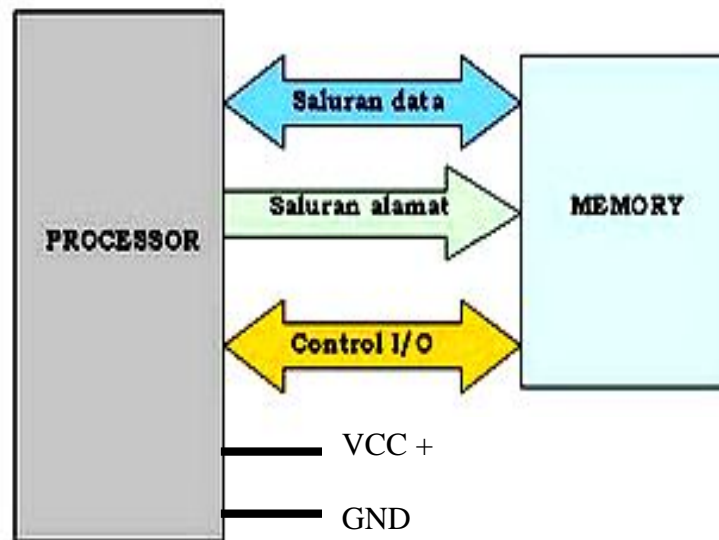 Saluran data
Saluran alamat
MEMORY
PROCESSOR
Control I/O
VCC +
GND